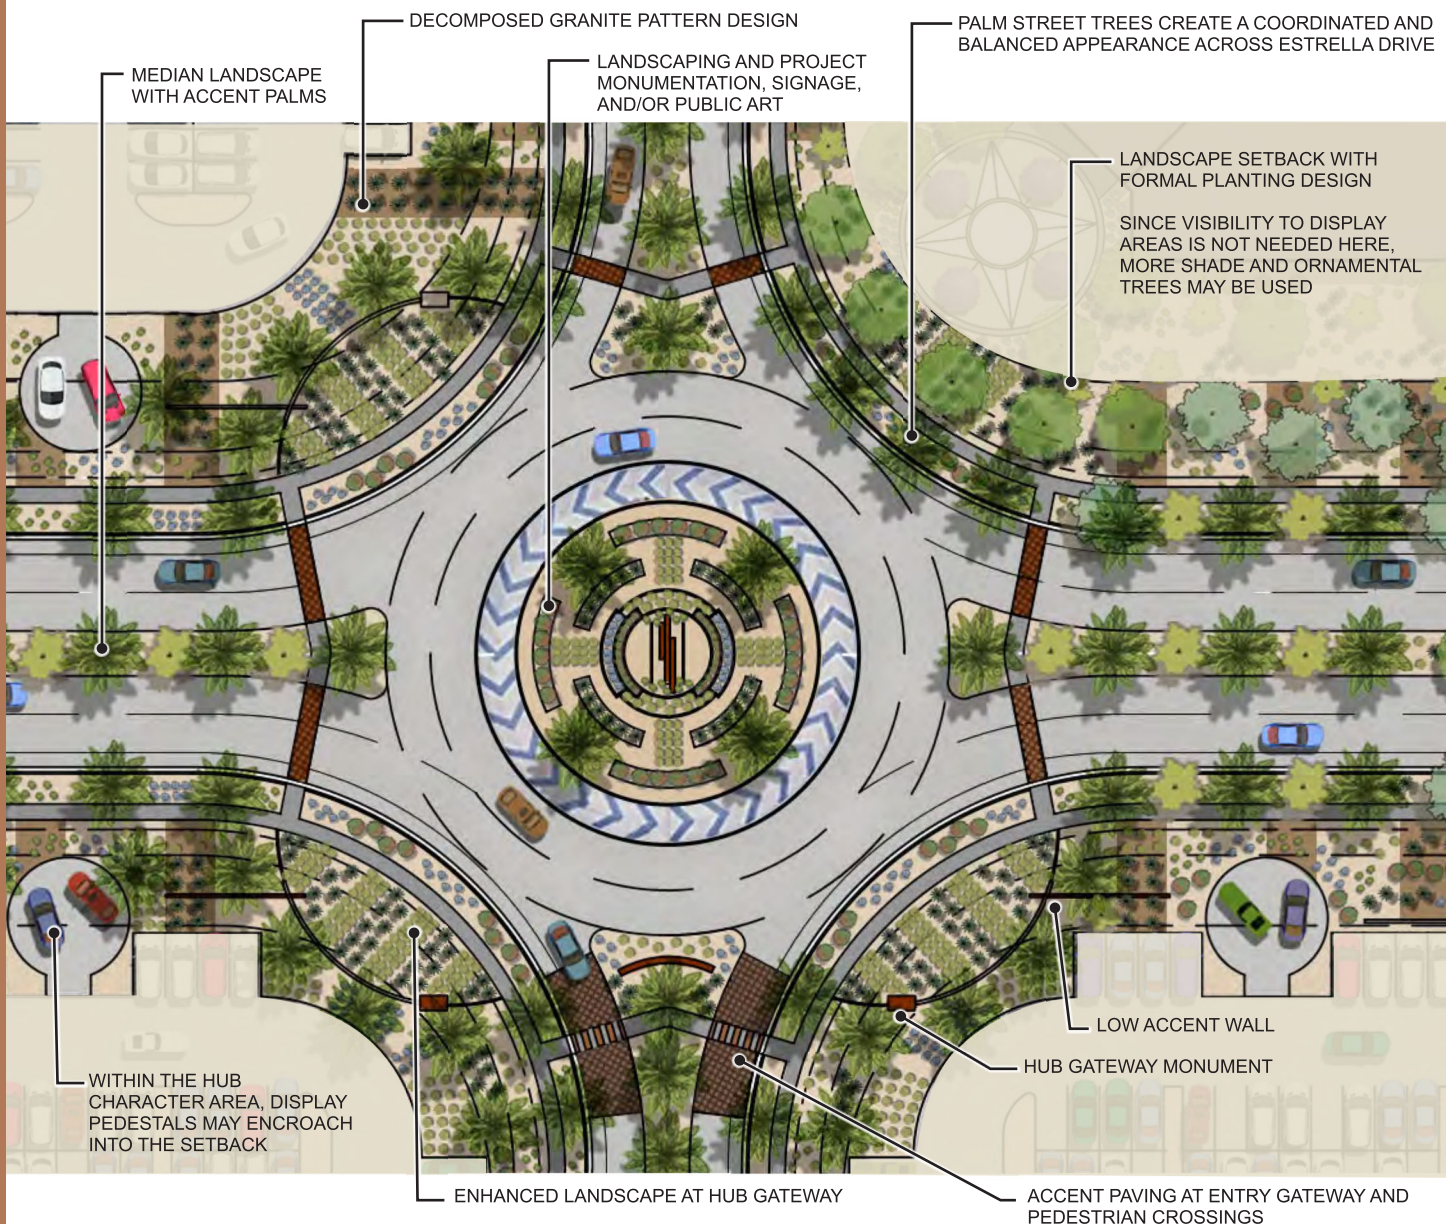 DECOMPOSED GRANITE PATTERN DESIGN
PALM STREET TREES CREATE A COORDINATED AND
BALANCED APPEARANCE ACROSS ESTRELLA DRIVE
LANDSCAPING AND PROJECT
MONUMENTATION, SIGNAGE,
AND/OR PUBLIC ART
MEDIAN LANDSCAPE
WITH ACCENT PALMS
LANDSCAPE SETBACK WITH
FORMAL PLANTING DESIGN
SINCE VISIBILITY TO DISPLAY
AREAS IS NOT NEEDED HERE,
MORE SHADE AND ORNAMENTAL
TREES MAY BE USED
LOW ACCENT WALL
HUB GATEWAY MONUMENT
WITHIN THE HUB
CHARACTER AREA, DISPLAY
PEDESTALS MAY ENCROACH
INTO THE SETBACK
ENHANCED LANDSCAPE AT HUB GATEWAY
ACCENT PAVING AT ENTRY GATEWAY AND
PEDESTRIAN CROSSINGS